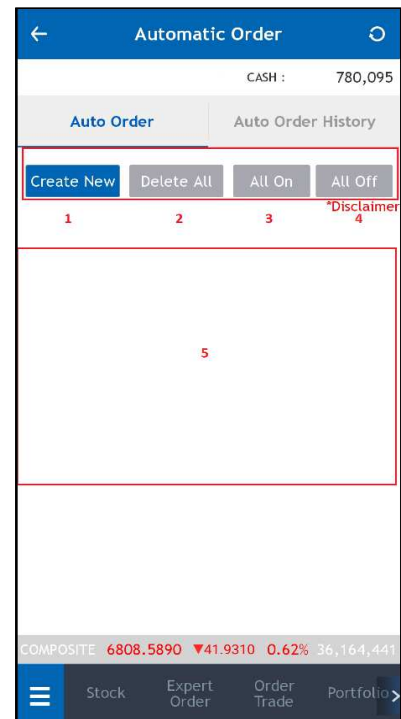 Automatic Order
CASH : 780,095
Auto Order Auto Order History
Create New Delete All All On All Off
*Disclaimer
1 2 3 4
5
COMPOSITE 6808.5890 ▼41.9310 0.62% 36,164,441
Stock Expert Order Order Trade Portfolio